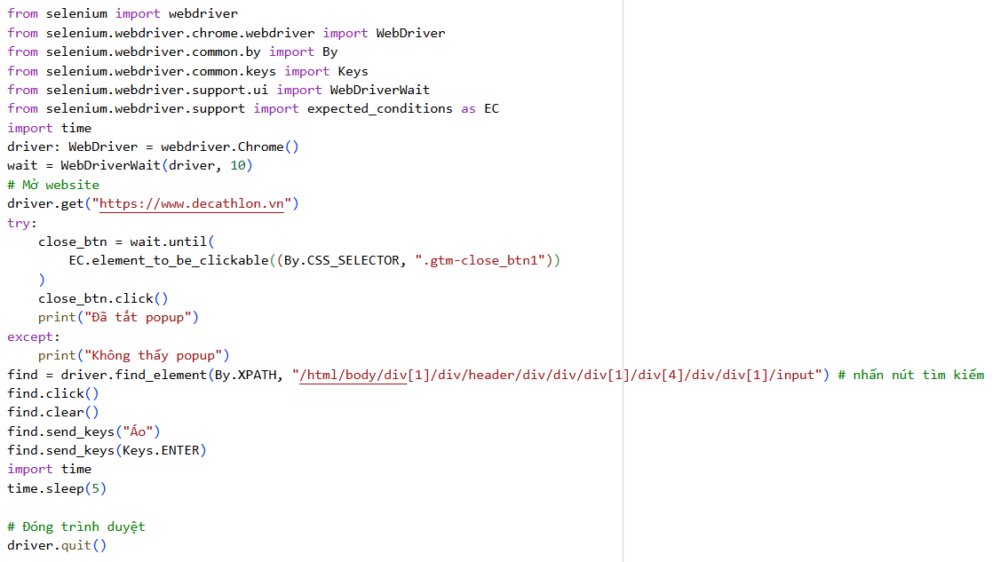 from selenium import webdriver
from selenium.webdriver.chrome.webdriver import WebDriver
from selenium.webdriver.common.by import By
from selenium.webdriver.common.keys import Keys
from selenium.webdriver.support.ui import WebDriverWait
from selenium.webdriver.support import expected_conditions as EC
import time
driver: WebDriver = webdriver.Chrome()
wait = WebDriverWait(driver, 10)
# Mở website
driver.get("https://www.decathlon.vn")
try:
    close_btn = wait.until(
        EC.element_to_be_clickable((By.CSS_SELECTOR, ".gtm-close_btn1"))
    )
    close_btn.click()
    print("Đã tắt popup")
except:
    print("Không thấy popup")
find = driver.find_element(By.XPATH, "/html/body/div[1]/div/header/div/div/div[1]/div[4]/div/div[1]/input") # nhấn nút tìm kiếm
find.click()
find.clear()
find.send_keys("Áo")
find.send_keys(Keys.ENTER)
import time
time.sleep(5)
# Đóng trình duyệt
driver.quit()